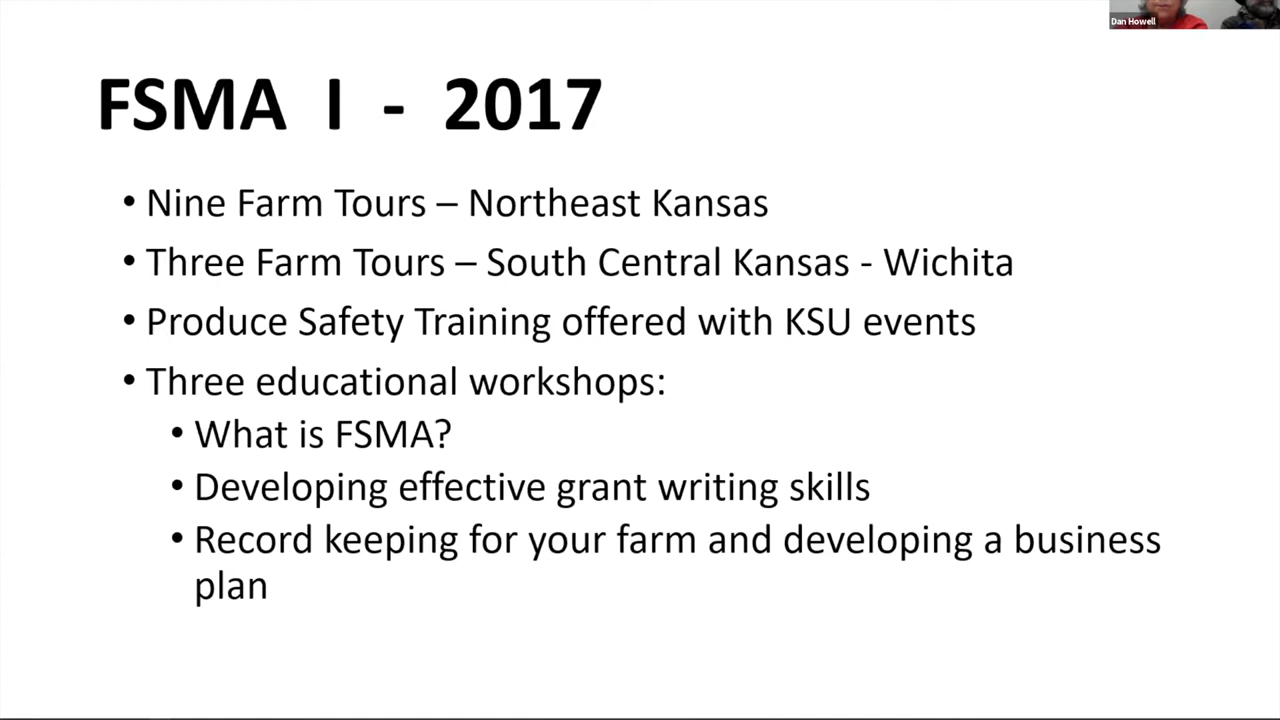 Dan Howell
FSMA I - 2017
• Nine Farm Tours – Northeast Kansas
• Three Farm Tours – South Central Kansas - Wichita
• Produce Safety Training offered with KSU events
• Three educational workshops:
• What is FSMA?
• Developing effective grant writing skills
• Record keeping for your farm and developing a business
plan